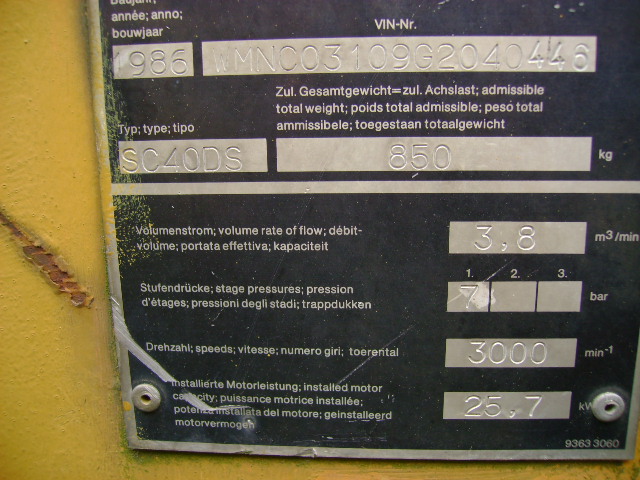 Baujahr;
année; anno;
bouwjaar
VIN-Nr.
1986 WMNC03109G2040446
Zul. Gesamtgewicht=zul. Achslast; admissible
total weight; poids total admissible; peso total
ammissibele; toegestaan totaalgewicht
Typ; type; tipo
SC40DS 850 kg
Volumenstrom; volume rate of flow; débit-
volume; portata effettiva; kapaciteit
3,8 m³/min
1. 2. 3.
Stufendrücke; stage pressures; pression
d'étages; pressioni degli stadi; trappdukken
7 bar
Drehzahl; speeds; vitesse; numero giri; toerental
3000 min⁻¹
Installierte Motorleistung; installed motor
capacity; puissance motrice installée;
potenza installata del motore; geinstalleerd
motorvermogen
25,7 kW
9363 3060